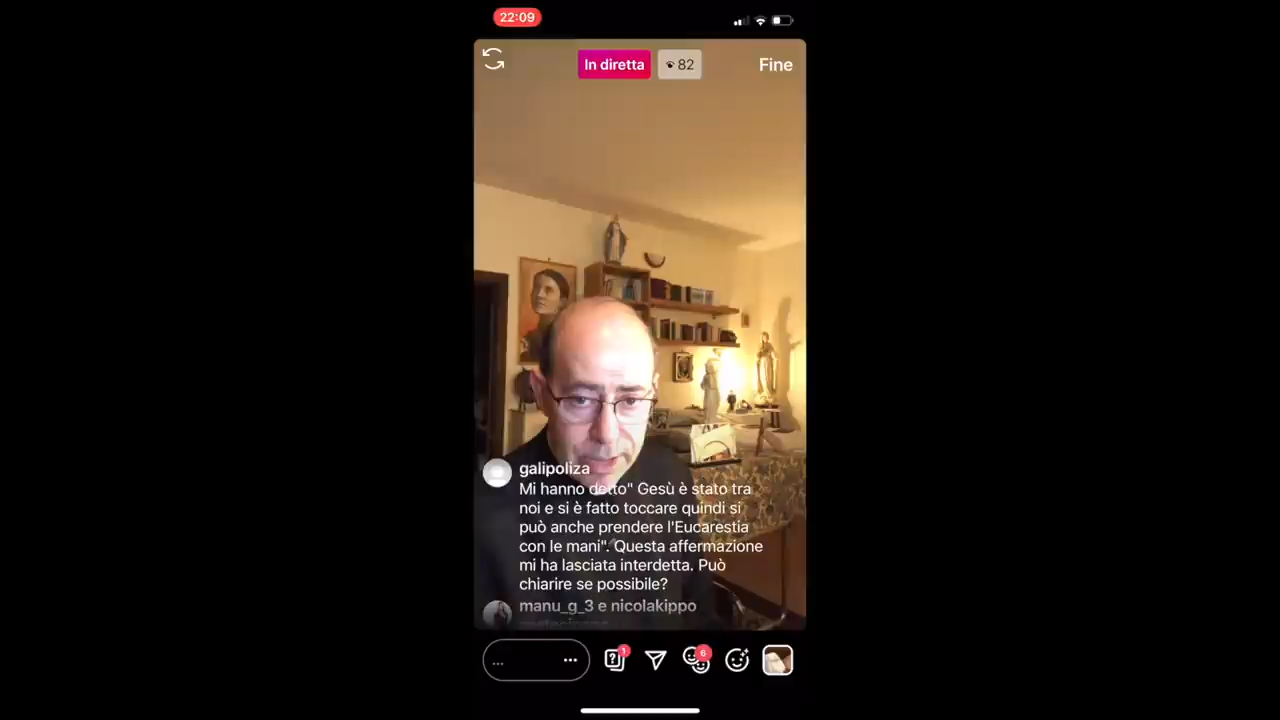 22:09
In diretta 82 Fine
galipoliza
Mi hanno detto" Gesù è stato tra
noi e si è fatto toccare quindi si
può anche prendere l'Eucarestia
con le mani". Questa affermazione
mi ha lasciata interdetta. Può
chiarire se possibile?
manu_g_3 e nicolakippo
... ... 1 6